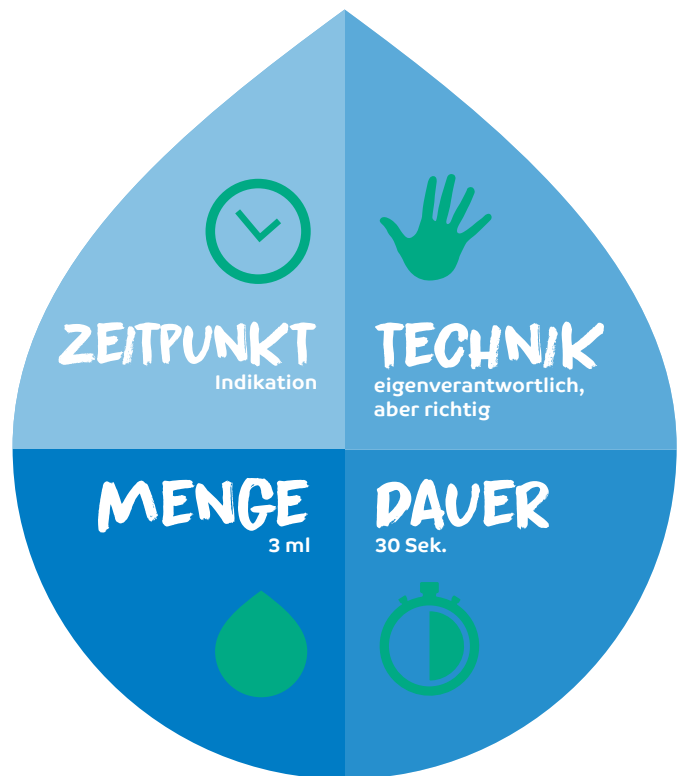 ZEITPUNKT
Indikation
TECHNIK
eigenverantwortlich,
aber richtig
MENGE
3 ml
DAUER
30 Sek.